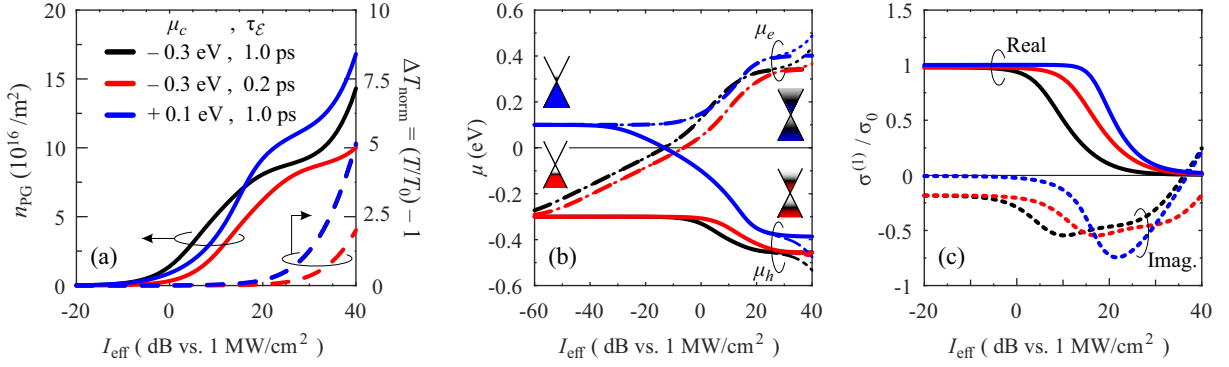 μ_c , τ_ℰ
– 0.3 eV , 1.0 ps
– 0.3 eV , 0.2 ps
+ 0.1 eV , 1.0 ps
n_PG (10^16 /m^2)
20
15
10
5
0
10
7.5
5
2.5
0
ΔT_norm = (T/T_0) – 1
(a)
-20 0 20 40
I_eff ( dB vs. 1 MW/cm^2 )
μ (eV)
0.6
0.4
0.2
0
-0.2
-0.4
-0.6
μ_e
μ_h
(b)
-60 -50 -40 -30 -20 -10 0 10 20 30 40
I_eff ( dB vs. 1 MW/cm^2 )
σ^(1) / σ_0
1
0.5
0
-0.5
-1
Real
Imag.
(c)
-20 0 20 40
I_eff ( dB vs. 1 MW/cm^2 )